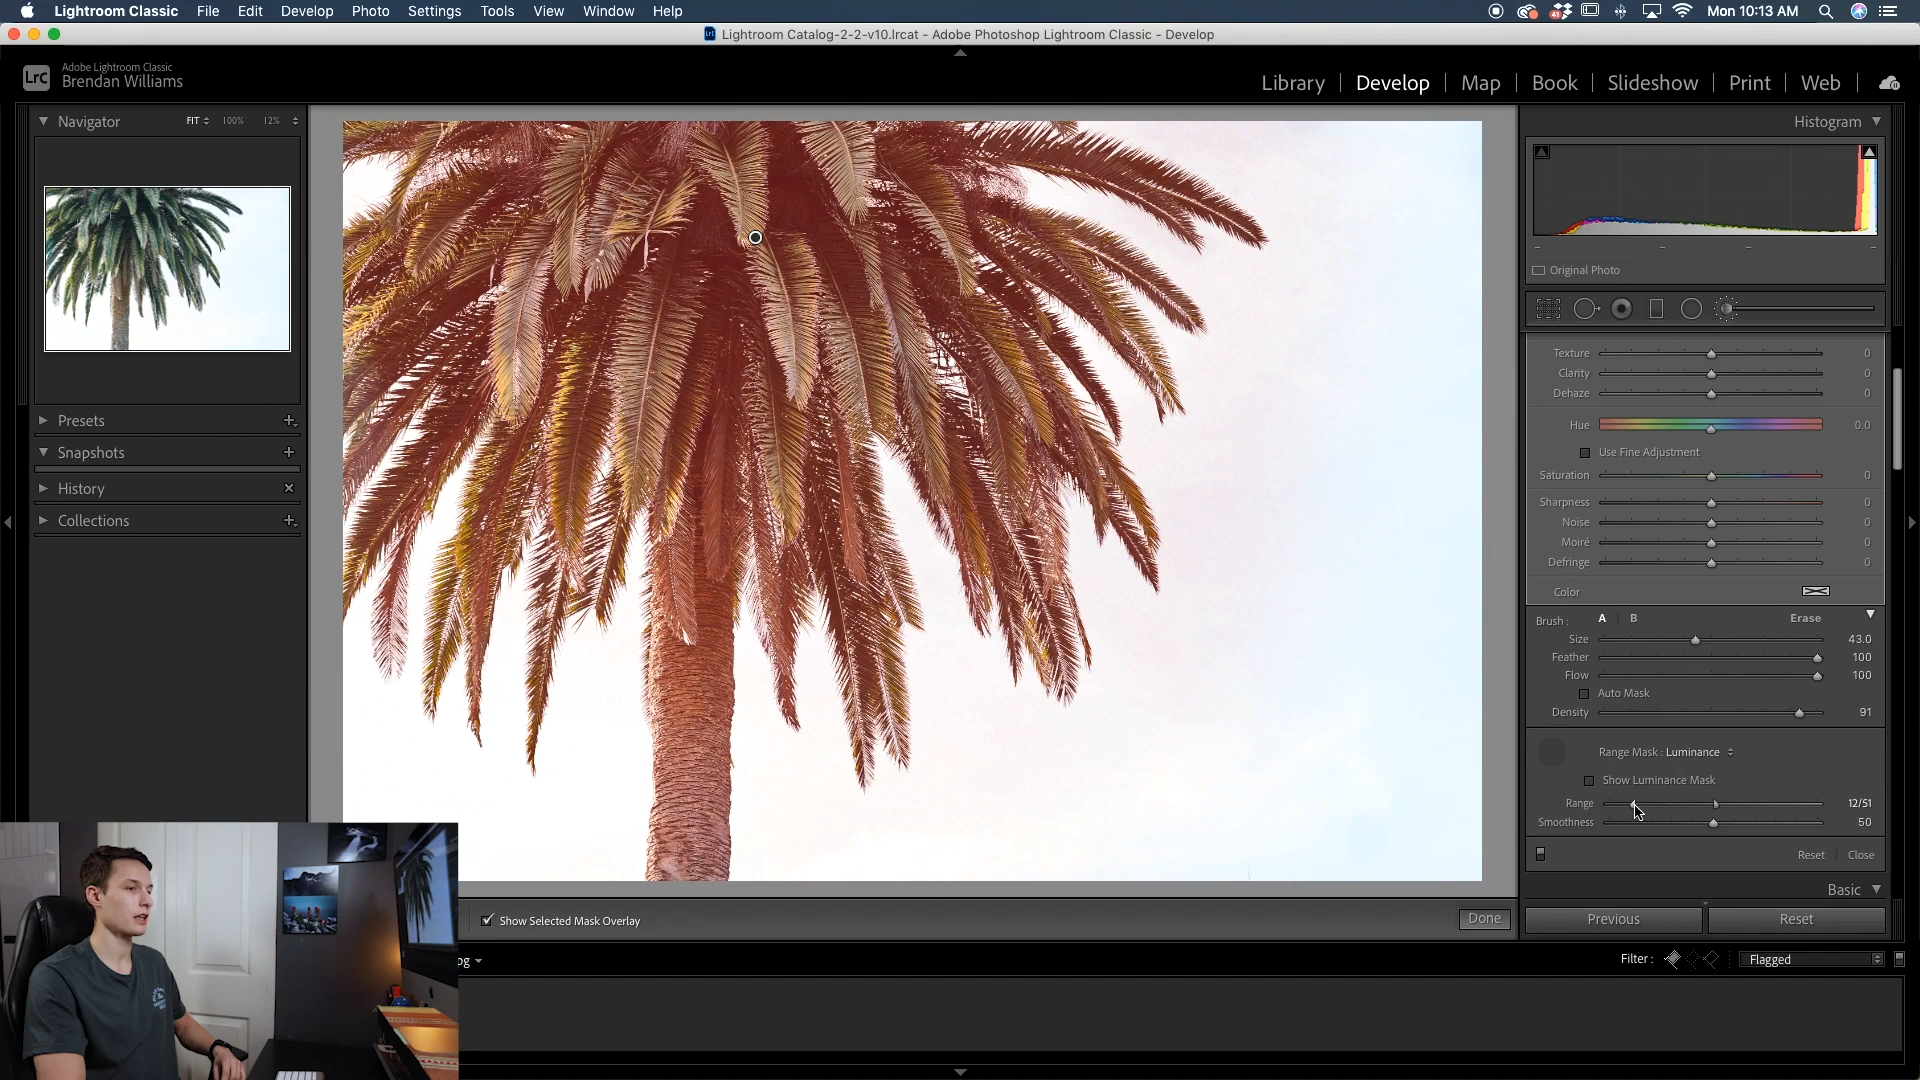 Lightroom Classic File Edit Develop Photo Settings Tools View Window Help 41 Mon 10:13 AM
LrC Lightroom Catalog-2-2-v10.lrcat - Adobe Photoshop Lightroom Classic - Develop
LrC Adobe Lightroom Classic
Brendan Williams
Library Develop Map Book Slideshow Print Web
Navigator FIT 100% 12%
Presets
Snapshots
History
Collections
Histogram
Original Photo
Texture 0
Clarity 0
Dehaze 0
Hue 0.0
Use Fine Adjustment
Saturation 0
Sharpness 0
Noise 0
Moiré 0
Defringe 0
Color
Brush : A B Erase
Size 43.0
Feather 100
Flow 100
Auto Mask
Density 91
Range Mask : Luminance
Show Luminance Mask
Range 12/51
Smoothness 50
Reset Close
Basic
Show Selected Mask Overlay Done
Previous Reset
pg Filter : Flagged